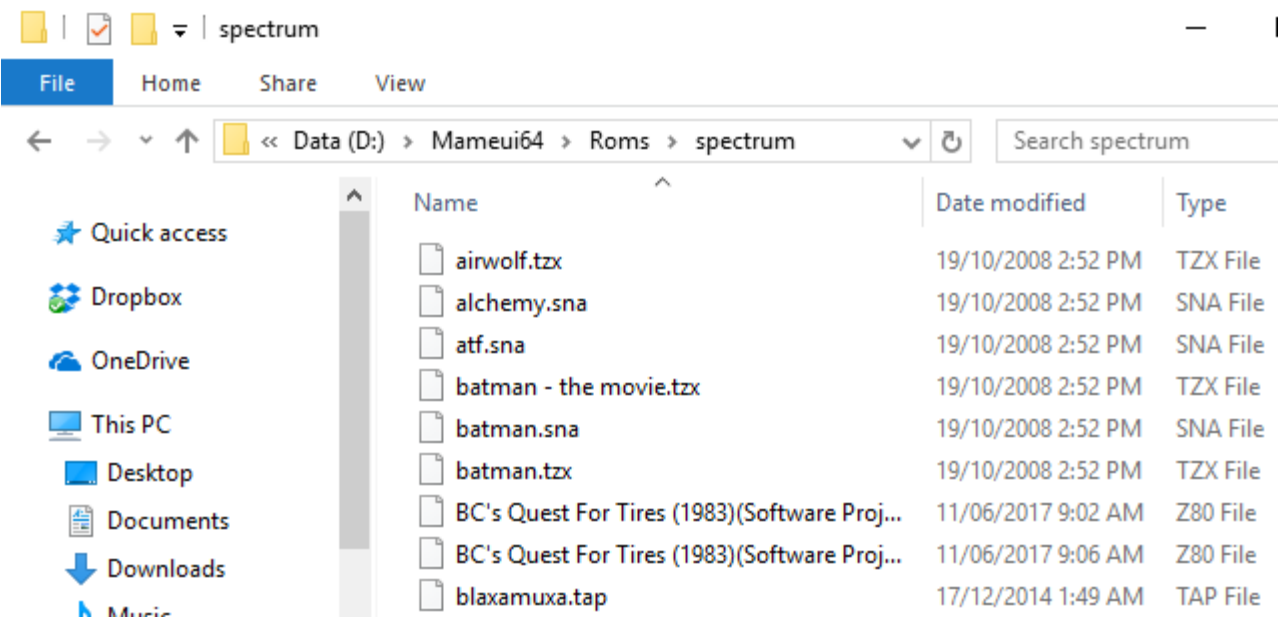 spectrum
File Home Share View
« Data (D:) › Mameui64 › Roms › spectrum
Search spectrum
Name Date modified Type
Quick access
Dropbox
OneDrive
This PC
Desktop
Documents
Downloads
Music
airwolf.tzx 19/10/2008 2:52 PM TZX File
alchemy.sna 19/10/2008 2:52 PM SNA File
atf.sna 19/10/2008 2:52 PM SNA File
batman - the movie.tzx 19/10/2008 2:52 PM TZX File
batman.sna 19/10/2008 2:52 PM SNA File
batman.tzx 19/10/2008 2:52 PM TZX File
BC's Quest For Tires (1983)(Software Proj... 11/06/2017 9:02 AM Z80 File
BC's Quest For Tires (1983)(Software Proj... 11/06/2017 9:06 AM Z80 File
blaxamuxa.tap 17/12/2014 1:49 AM TAP File